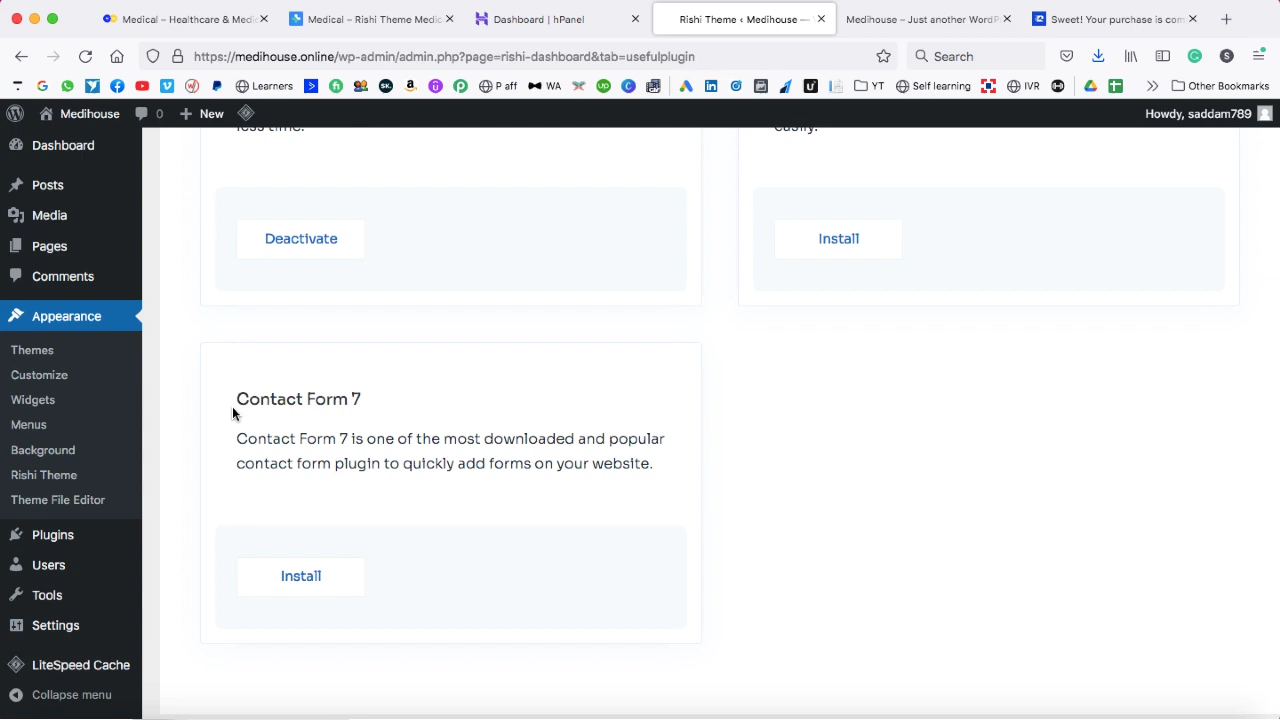 Medical – Healthcare & Medic
Medical – Rishi Theme Medic
Dashboard | hPanel
Rishi Theme ‹ Medihouse —
Medihouse – Just another WordP
Sweet! Your purchase is com
https://medihouse.online/wp-admin/admin.php?page=rishi-dashboard&tab=usefulplugin
Search
Learners
P aff
WA
YT
Self learning
IVR
Other Bookmarks
Medihouse
0
New
Howdy, saddam789
Dashboard
Posts
Media
Pages
Comments
Appearance
Themes
Customize
Widgets
Menus
Background
Rishi Theme
Theme File Editor
Plugins
Users
Tools
Settings
LiteSpeed Cache
Collapse menu
less time.
easily.
Deactivate
Install
Contact Form 7
Contact Form 7 is one of the most downloaded and popular
contact form plugin to quickly add forms on your website.
Install